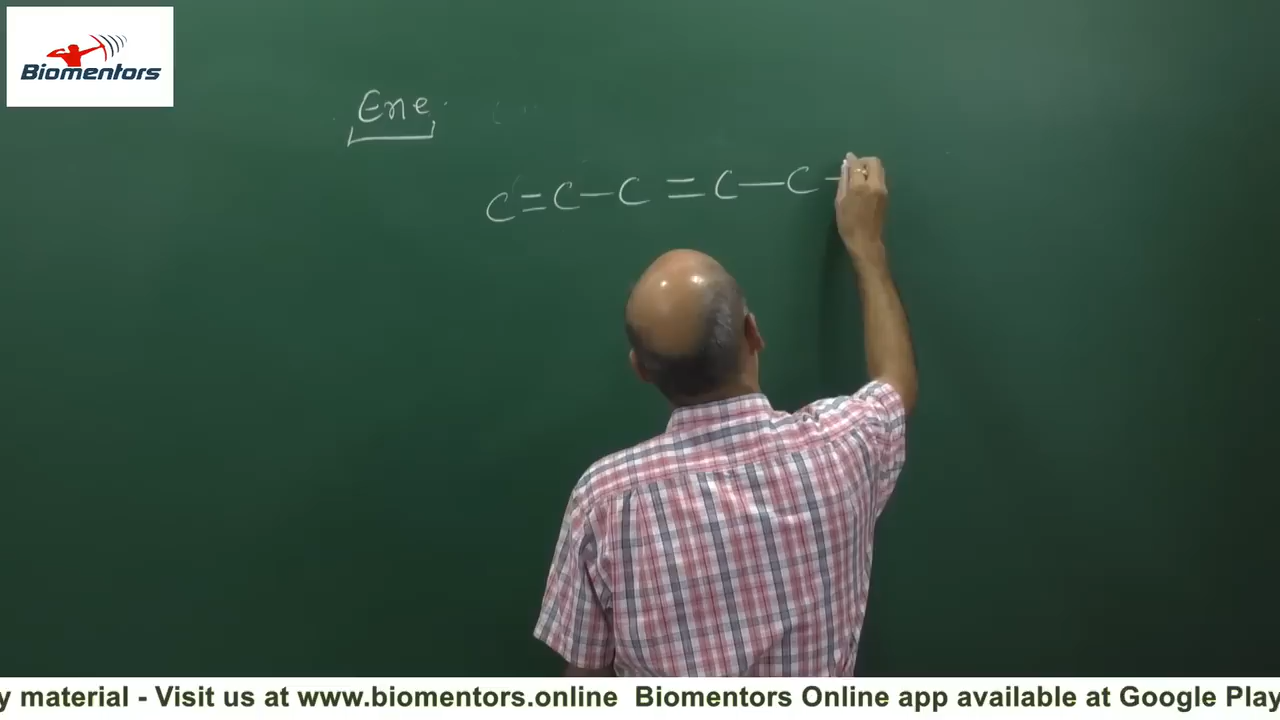 Biomentors
Ene
C=C-C=C-C-
y material - Visit us at www.biomentors.online Biomentors Online app available at Google Play